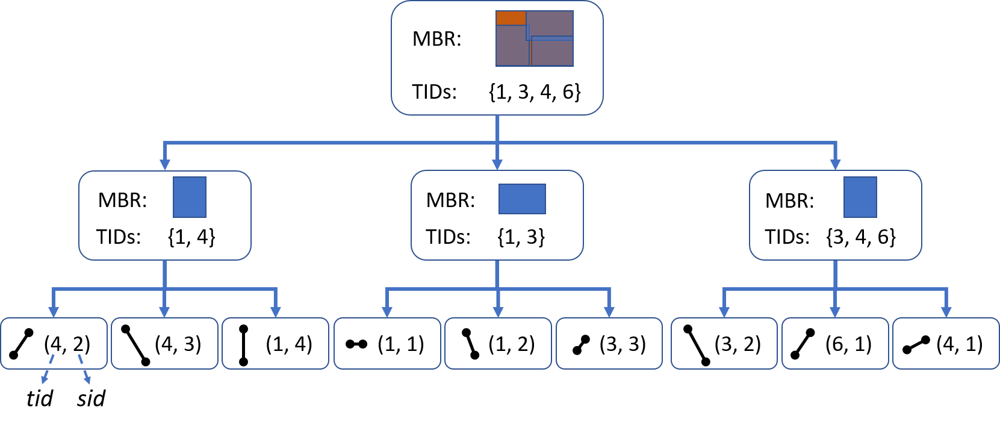 MBR:
TIDs: {1, 3, 4, 6}
MBR:
TIDs: {1, 4}
MBR:
TIDs: {1, 3}
MBR:
TIDs: {3, 4, 6}
(4, 2)
(4, 3)
(1, 4)
(1, 1)
(1, 2)
(3, 3)
(3, 2)
(6, 1)
(4, 1)
tid
sid